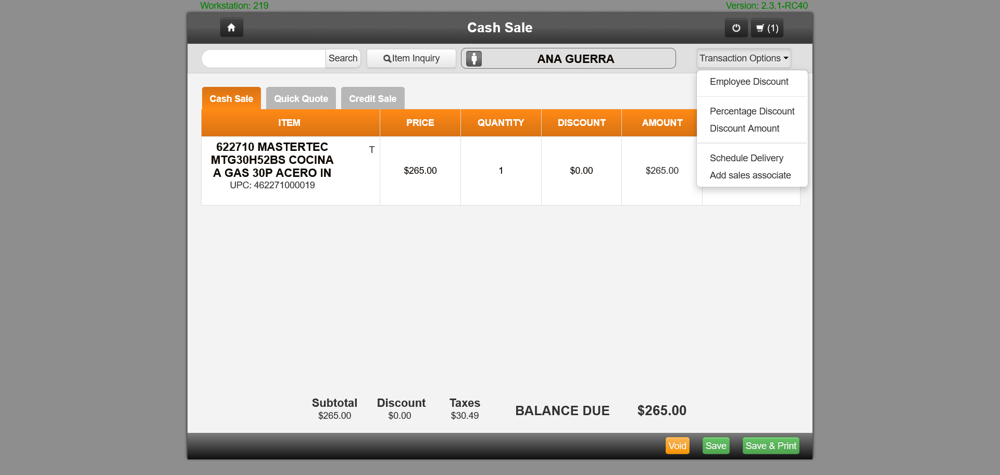 Workstation: 219
Version: 2.3.1-RC40
Cash Sale
(1)
Search
Item Inquiry
ANA GUERRA
Transaction Options
Employee Discount
Percentage Discount
Discount Amount
Schedule Delivery
Add sales associate
Cash Sale
Quick Quote
Credit Sale
ITEM
PRICE
QUANTITY
DISCOUNT
AMOUNT
622710 MASTERTEC
MTG30H52BS COCINA
A GAS 30P ACERO IN
UPC: 462271000019
T
$265.00
1
$0.00
$265.00
Subtotal
$265.00
Discount
$0.00
Taxes
$30.49
BALANCE DUE
$265.00
Void
Save
Save & Print